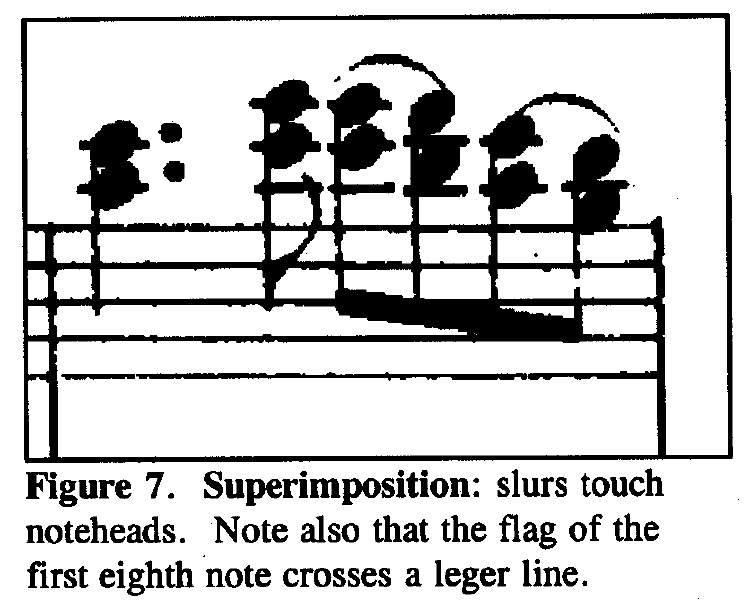 Figure 7. Superimposition: slurs touch
noteheads. Note also that the flag of the
first eighth note crosses a leger line.